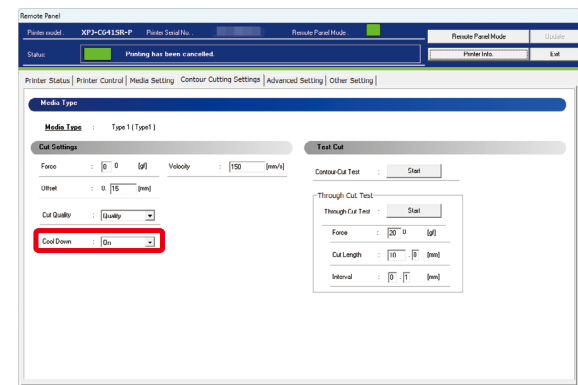 Remote Panel
Printer model : XPJ-C641SR-P Printer Serial No. : Remote Panel Mode : Remote Panel Mode Update
Status: Printing has been cancelled. Printer Info. Exit
Printer Status Printer Control Media Setting Contour Cutting Settings Advanced Setting Other Setting
Media Type
Media Type : Type 1 [ Type1 ]
Cut Settings
Force : 8 0 [gf] Velocity : 150 [mm/s]
Offset : 0. 15 [mm]
Cut Quality : Quality
Cool Down : On
Test Cut
Contour-Cut Test : Start
Through Cut Test
Through Cut Test : Start
Force : 20 0 [gf]
Cut Length : 10 . 0 [mm]
Interval : 0 . 1 [mm]